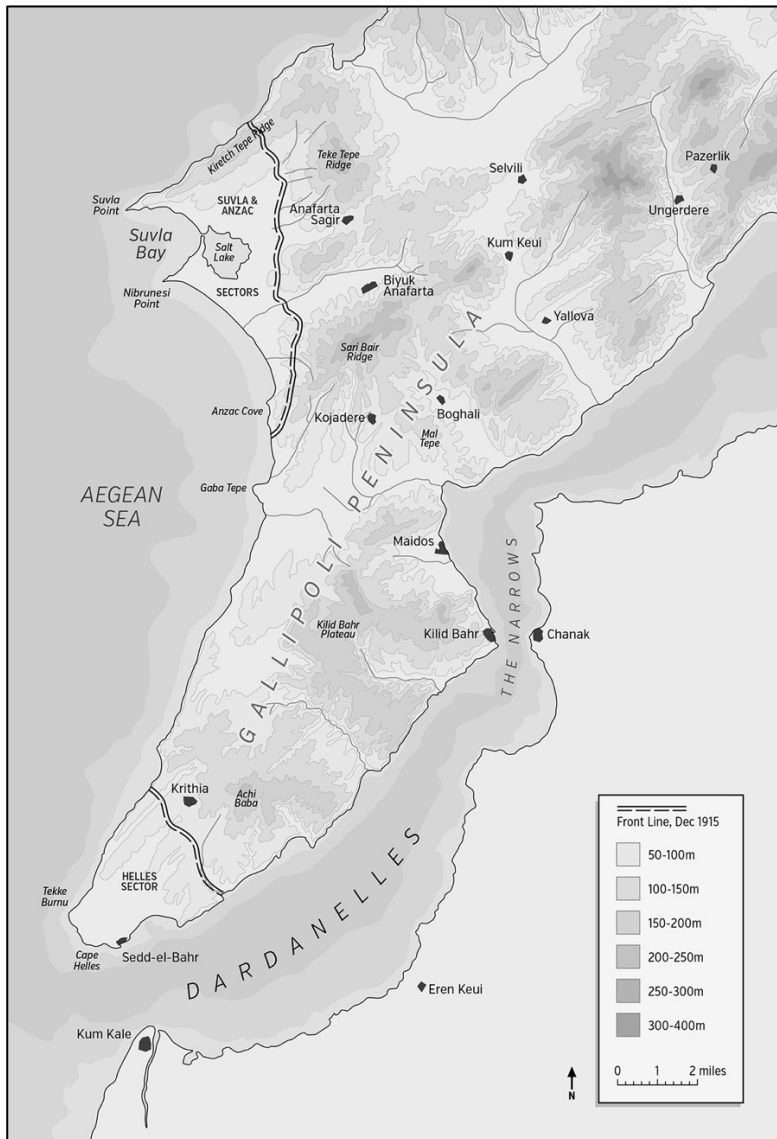 Kiretch Tepe Ridge
Teke Tepe
Ridge
Selvili
Pazerlik
Suvla
Point
SUVLA &
ANZAC
Ungerdere
Anafarta
Sagir
Suvla
Bay
Salt
Lake
Kum Keui
Nibrunesi
Point
SECTORS
Biyuk
Anafarta
Yallova
Sari Bair
Ridge
Anzac Cove
Kojadere
Boghali
Mal
Tepe
GALLIPOLI PENINSULA
AEGEAN
SEA
Gaba Tepe
Maidos
THE NARROWS
Kilid Bahr
Plateau
Kilid Bahr
Chanak
Krithia
Achi
Baba
HELLES
SECTOR
Tekke
Burnu
Cape
Helles
Sedd-el-Bahr
DARDANELLES
Eren Keui
Kum Kale
Front Line, Dec 1915
50-100m
100-150m
150-200m
200-250m
250-300m
300-400m
0 1 2 miles
N